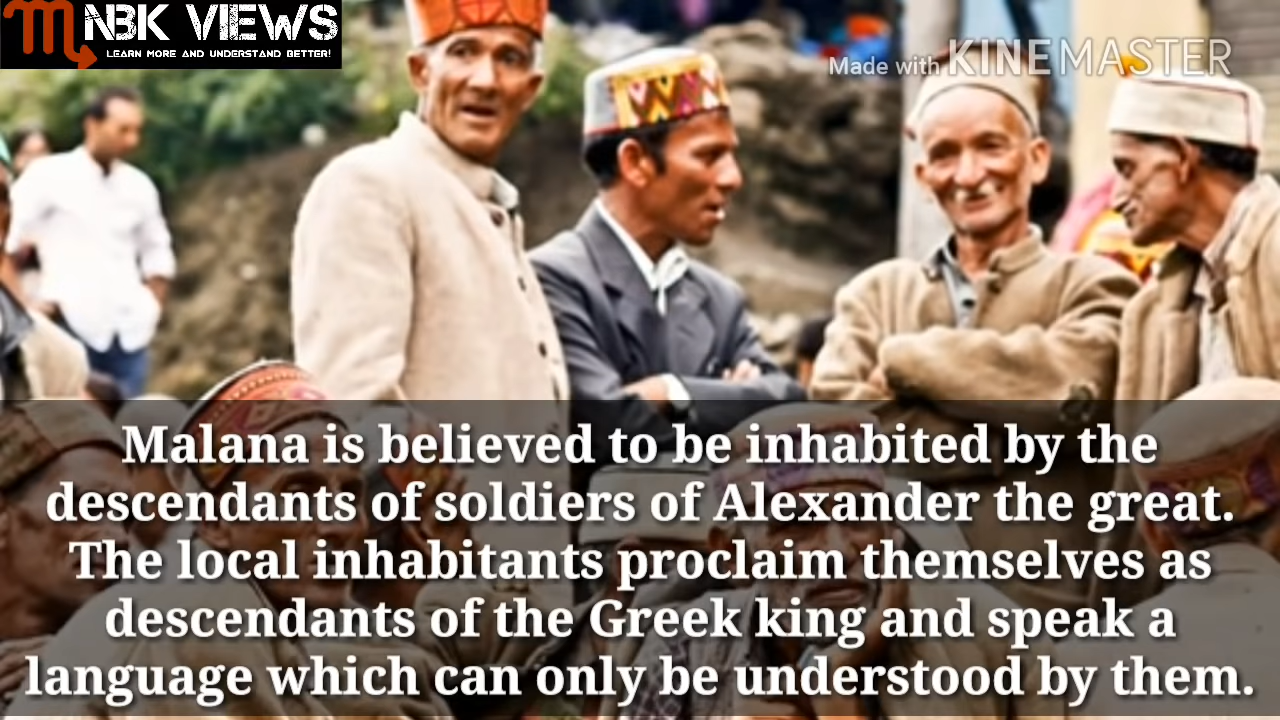 NBK VIEWS
LEARN MORE AND UNDERSTAND BETTER!
Made with KINEMASTER
Malana is believed to be inhabited by the
descendants of soldiers of Alexander the great.
The local inhabitants proclaim themselves as
descendants of the Greek king and speak a
language which can only be understood by them.